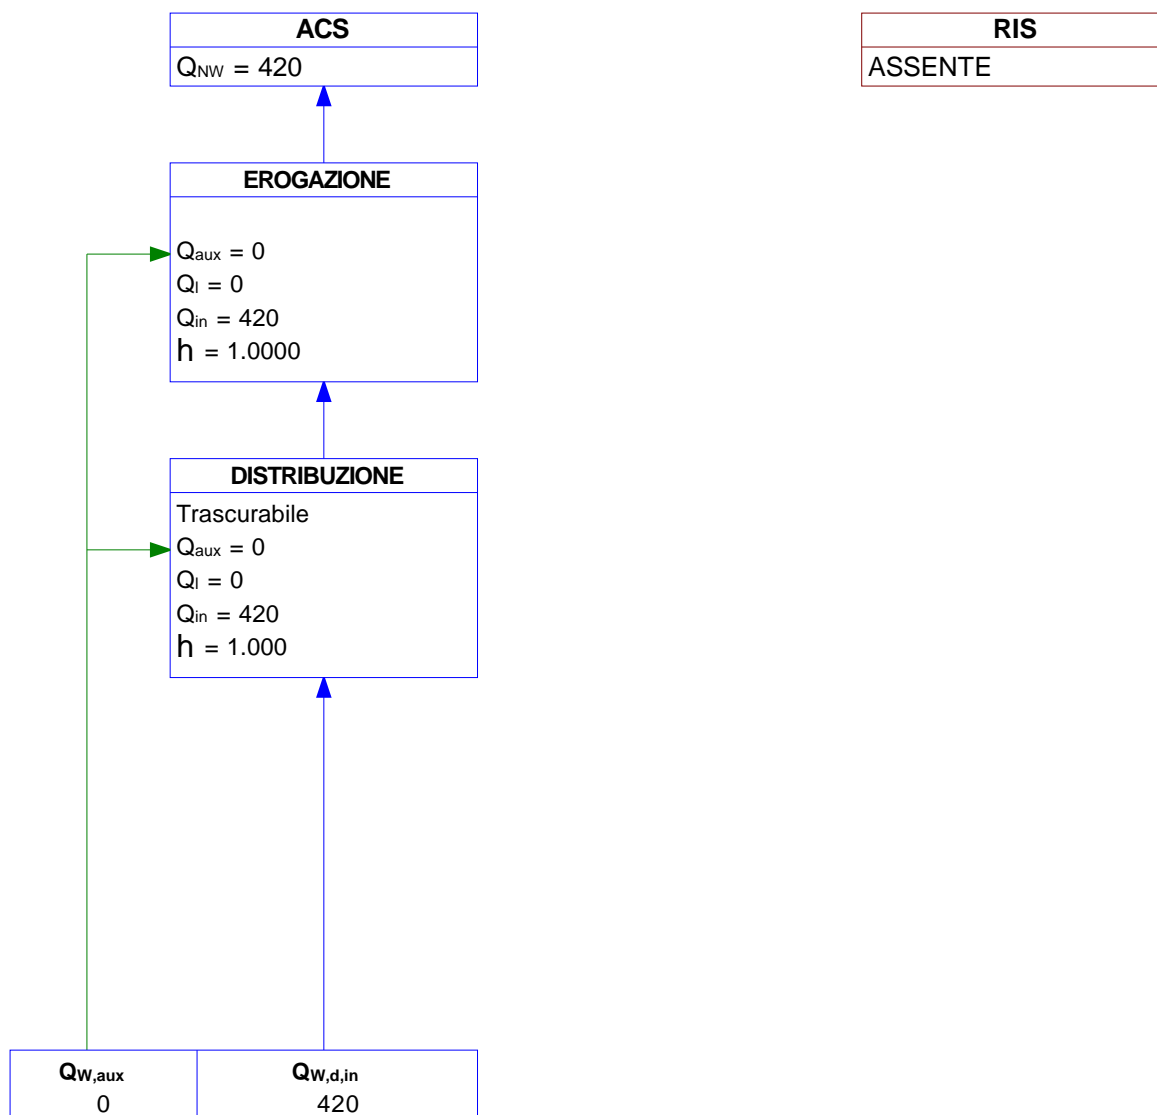 ACS
QNW = 420
RIS
ASSENTE
EROGAZIONE
Qaux = 0
Ql = 0
Qin = 420
h = 1.0000
DISTRIBUZIONE
Trascurabile
Qaux = 0
Ql = 0
Qin = 420
h = 1.000
QW,aux QW,d,in
0 420